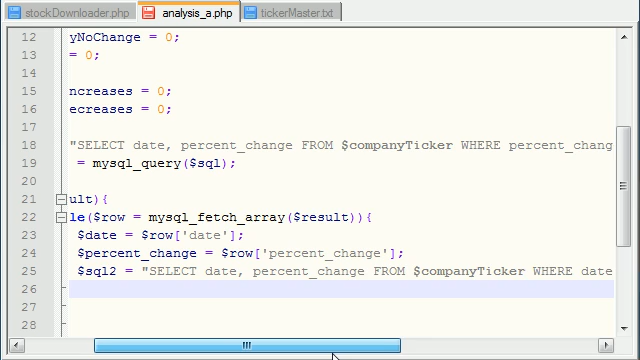 stockDownloader.php analysis_a.php tickerMaster.txt
12 yNoChange = 0;
13 = 0;
14
15 ncreases = 0;
16 ecreases = 0;
17
18 "SELECT date, percent_change FROM $companyTicker WHERE percent_chang
19 = mysql_query($sql);
20
21 ult){
22 le($row = mysql_fetch_array($result)){
23 $date = $row['date'];
24 $percent_change = $row['percent_change'];
25 $sql2 = "SELECT date, percent_change FROM $companyTicker WHERE date
26
27
28